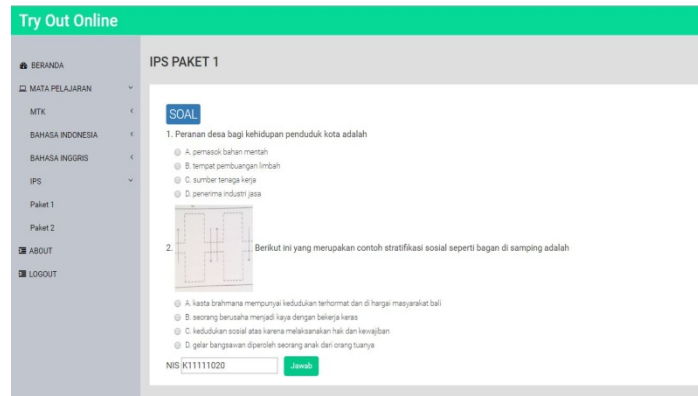 Try Out Online
BERANDA
MATA PELAJARAN
MTK
BAHASA INDONESIA
BAHASA INGGRIS
IPS
Paket 1
Paket 2
ABOUT
LOGOUT
IPS PAKET 1
SOAL
1. Peranan desa bagi kehidupan penduduk kota adalah
A. pemasok bahan mentah
B. tempat pembuangan limbah
C. sumber tenaga kerja
D. penerima industri jasa
2. Berikut ini yang merupakan contoh stratifikasi sosial seperti bagan di samping adalah
A. kasta brahmana mempunyai kedudukan terhormat dan di hargai masyarakat bali
B. seorang berusaha menjadi kaya dengan bekerja keras
C. kedudukan sosial atas karena melaksanakan hak dan kewajiban
D. gelar bangsawan diperoleh seorang anak dari orang tuanya
NIS K11111020
Jawab